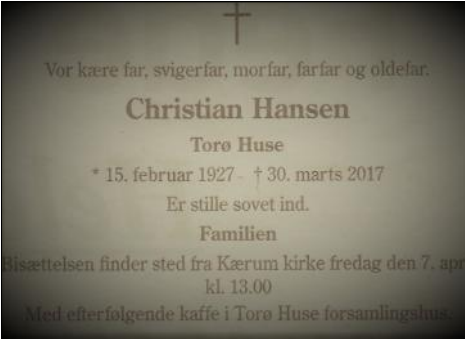 Vor kære far, svigerfar, morfar, farfar og oldefar.
Christian Hansen
Torø Huse
* 15. februar 1927 - † 30. marts 2017
Er stille sovet ind.
Familien
Bisættelsen finder sted fra Kærum kirke fredag den 7. apr
kl. 13.00
Med efterfølgende kaffe i Torø Huse forsamlingshus.